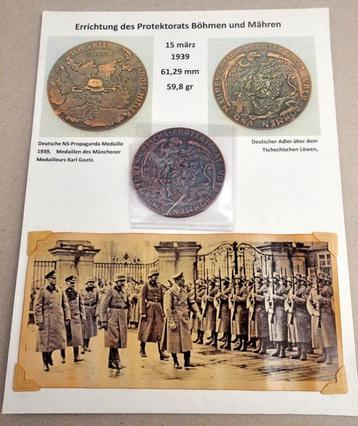 Errichtung des Protektorats Böhmen und Mähren
15 märz
1939
61,29 mm
59,8 gr
Deutsche NS-Propaganda Medaille
1939, Medaillen des Münchener
Medailleurs Karl Goetz.
Deutscher Adler über dem
Tschechischen Löwen,